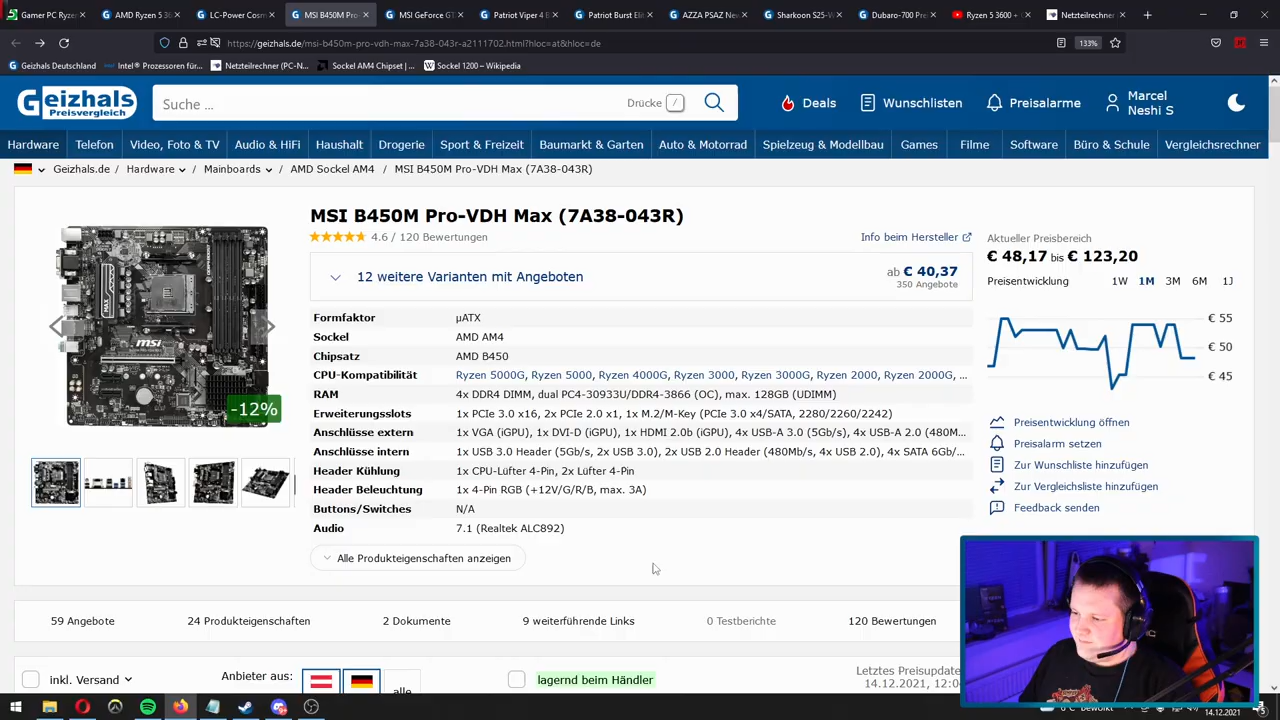 Gamer PC Ryzen
AMD Ryzen 5 36
LC-Power Cosm
MSI B450M Pro-
MSI GeForce GT
Patriot Viper 4 B
Patriot Burst Elit
AZZA PSAZ
Sharkoon S25-V
Dubaro-700 Pre
Ryzen 5 3600 +
Netzteilrechner
https://geizhals.de/msi-b450m-pro-vdh-max-7a38-043r-a2111702.html?hloc=at&hloc=de
133%
Geizhals Deutschland
Intel® Prozessoren für...
Netzteilrechner (PC-N...
Sockel AM4 Chipset | ...
Sockel 1200 – Wikipedia
Geizhals
Preisvergleich
Suche ...
Drücke /
Deals
Wunschlisten
Preisalarme
Marcel
Neshi S
Hardware
Telefon
Video, Foto & TV
Audio & HiFi
Haushalt
Drogerie
Sport & Freizeit
Baumarkt & Garten
Auto & Motorrad
Spielzeug & Modellbau
Games
Filme
Software
Büro & Schule
Vergleichsrechner
Geizhals.de / Hardware / Mainboards / AMD Sockel AM4 / MSI B450M Pro-VDH Max (7A38-043R)
MSI B450M Pro-VDH Max (7A38-043R)
4.6 / 120 Bewertungen
Info beim Hersteller
12 weitere Varianten mit Angeboten
ab € 40,37
350 Angebote
Formfaktor µATX
Sockel AMD AM4
Chipsatz AMD B450
CPU-Kompatibilität Ryzen 5000G, Ryzen 5000, Ryzen 4000G, Ryzen 3000, Ryzen 3000G, Ryzen 2000, Ryzen 2000G, ...
RAM 4x DDR4 DIMM, dual PC4-30933U/DDR4-3866 (OC), max. 128GB (UDIMM)
Erweiterungsslots 1x PCIe 3.0 x16, 2x PCIe 2.0 x1, 1x M.2/M-Key (PCIe 3.0 x4/SATA, 2280/2260/2242)
Anschlüsse extern 1x VGA (iGPU), 1x DVI-D (iGPU), 1x HDMI 2.0b (iGPU), 4x USB-A 3.0 (5Gb/s), 4x USB-A 2.0 (480M...
Anschlüsse intern 1x USB 3.0 Header (5Gb/s, 2x USB 3.0), 2x USB 2.0 Header (480Mb/s, 4x USB 2.0), 4x SATA 6Gb/...
Header Kühlung 1x CPU-Lüfter 4-Pin, 2x Lüfter 4-Pin
Header Beleuchtung 1x 4-Pin RGB (+12V/G/R/B, max. 3A)
Buttons/Switches N/A
Audio 7.1 (Realtek ALC892)
Alle Produkteigenschaften anzeigen
MAX
msi
-12%
Aktueller Preisbereich
€ 48,17 bis € 123,20
Preisentwicklung 1W 1M 3M 6M 1J
€ 55
€ 50
€ 45
Preisentwicklung öffnen
Preisalarm setzen
Zur Wunschliste hinzufügen
Zur Vergleichsliste hinzufügen
Feedback senden
59 Angebote
24 Produkteigenschaften
2 Dokumente
9 weiterführende Links
0 Testberichte
120 Bewertungen
inkl. Versand
Anbieter aus:
alle
lagernd beim Händler
Letztes Preisupdate
14.12.2021, 12:0
14.12.2021